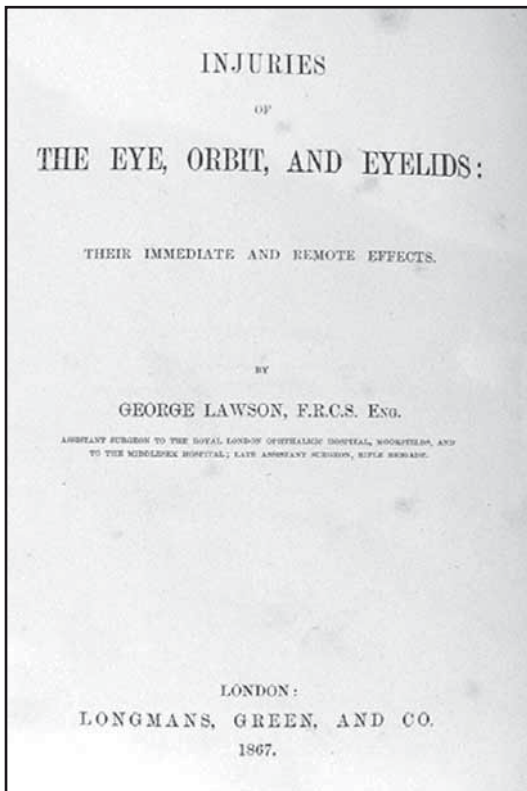 INJURIES
OF
THE EYE, ORBIT, AND EYELIDS:
THEIR IMMEDIATE AND REMOTE EFFECTS.
BY
GEORGE LAWSON, F.R.C.S. ENG.
ASSISTANT SURGEON TO THE ROYAL LONDON OPHTHALMIC HOSPITAL, MOORFIELDS, AND
TO THE MIDDLESEX HOSPITAL; LATE ASSISTANT SURGEON, RIFLE BRIGADE.
LONDON:
LONGMANS, GREEN, AND CO.
1867.